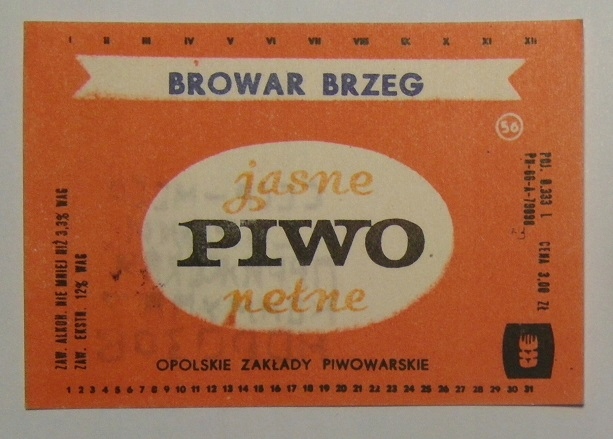 I II III IV V VI VII VIII IX X XI XII
BROWAR BRZEG
56
jasne
PIWO
pełne
ZAW. ALKOH. NIE MNIEJ NIŻ 3,3% WAG
ZAW. EKSTR. 12% WAG
POJ. 0,333 L CENA 3,00 ZŁ
PN-66-A-79098
OPOLSKIE ZAKŁADY PIWOWARSKIE
1 2 3 4 5 6 7 8 9 10 11 12 13 14 15 16 17 18 19 20 21 22 23 24 25 26 27 28 29 30 31